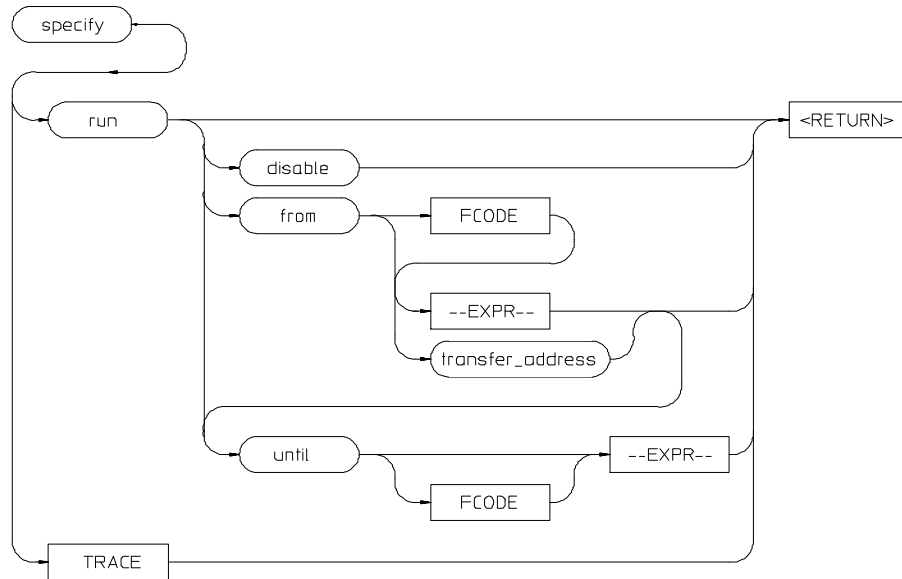 specify
run
<RETURN>
disable
from
FCODE
--EXPR--
transfer_address
until
--EXPR--
FCODE
TRACE